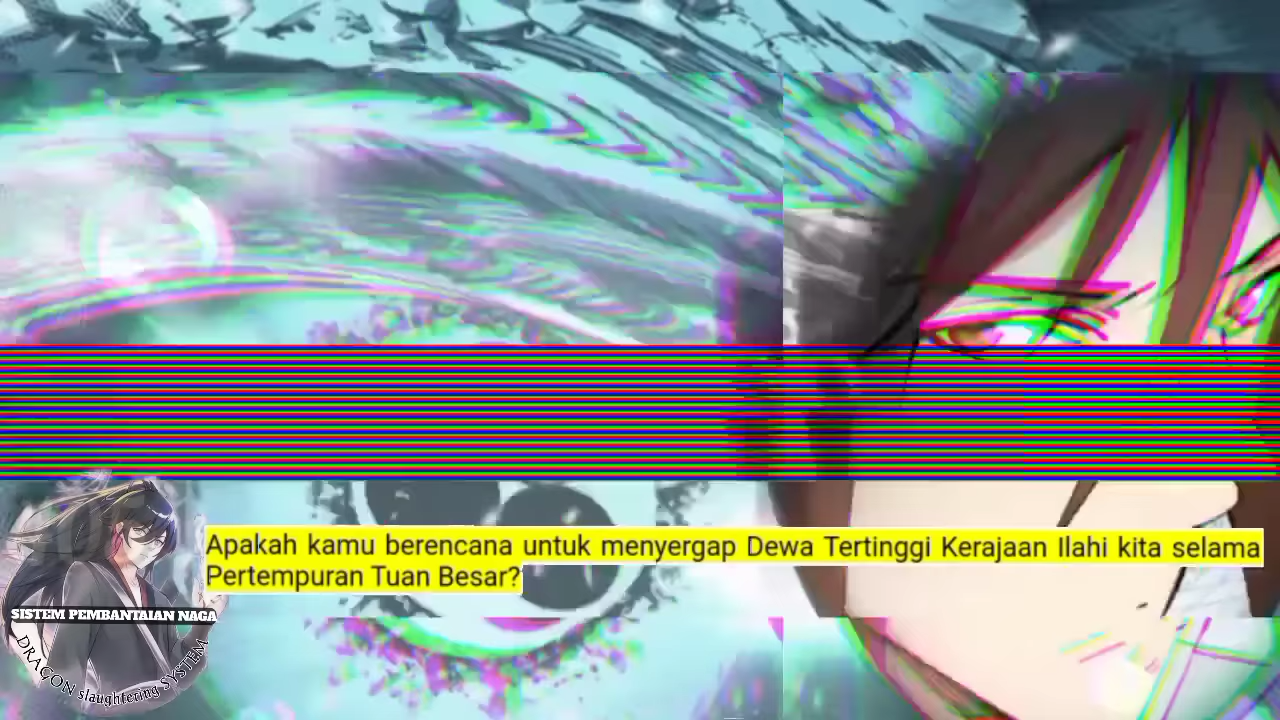 Apakah kamu berencana untuk menyergap Dewa Tertinggi Kerajaan Ilahi kita selama
Pertempuran Tuan Besar?
SISTEM PEMBANTAIAN NAGA
DRAGON slaughtering SYSTEM